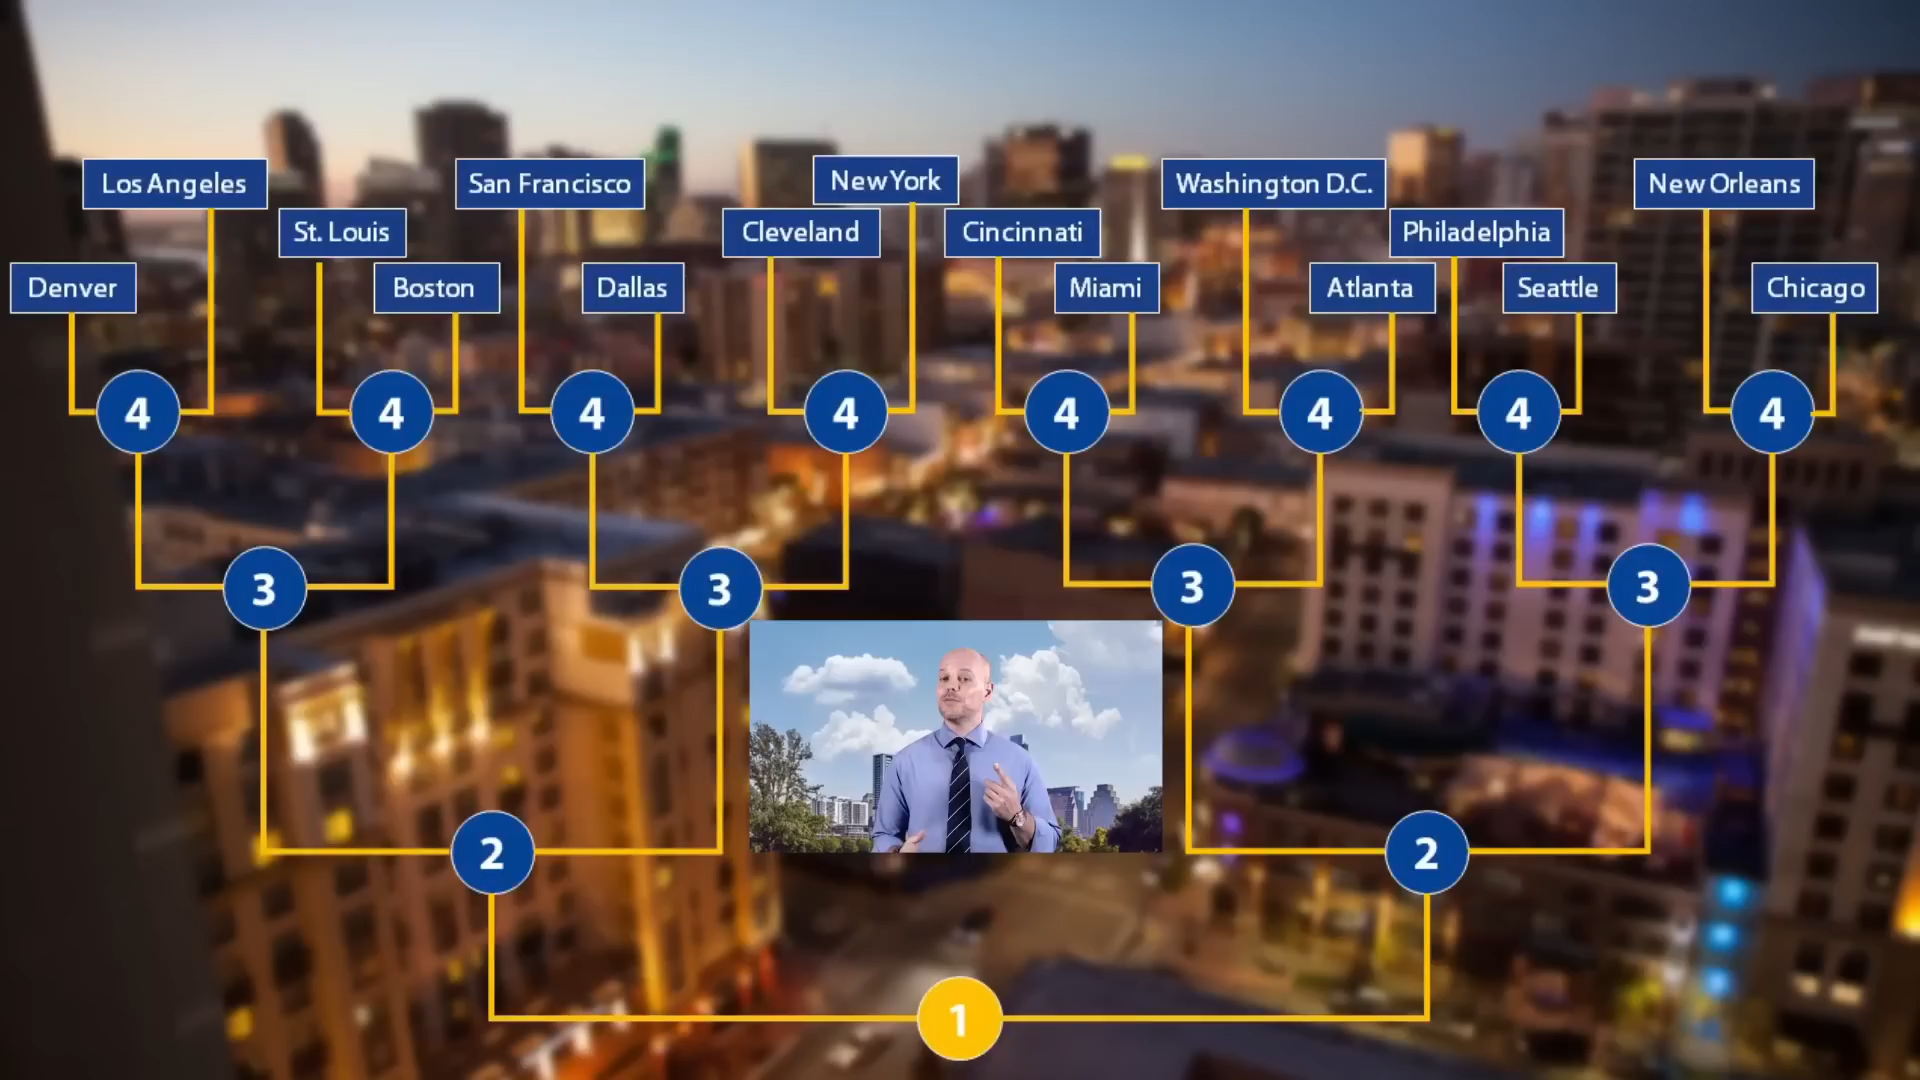 Los Angeles
San Francisco
New York
Washington D.C.
New Orleans
St. Louis
Cleveland
Cincinnati
Philadelphia
Denver
Boston
Dallas
Miami
Atlanta
Seattle
Chicago
4
4
4
4
4
4
4
4
3
3
3
3
2
2
1